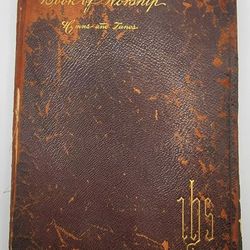 Book of Worship
Hymns and Tunes
ihs